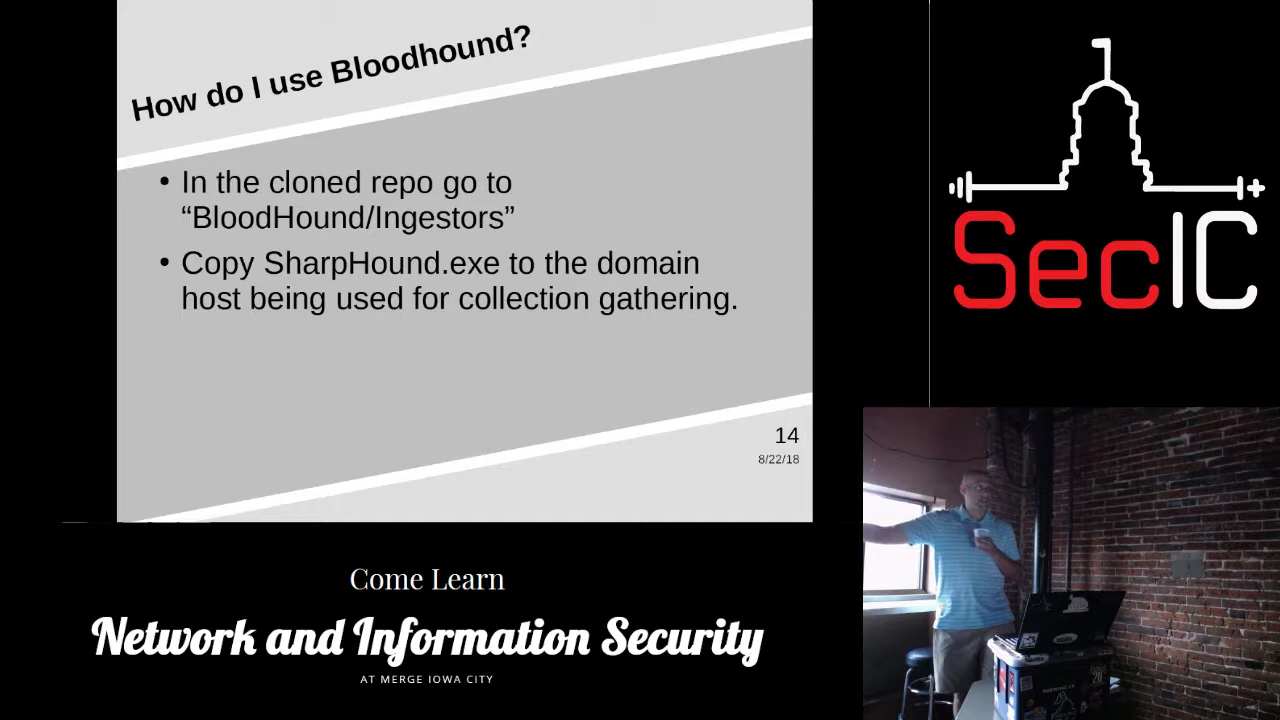 How do I use Bloodhound?
• In the cloned repo go to
“BloodHound/Ingestors”
• Copy SharpHound.exe to the domain
host being used for collection gathering.
14
8/22/18
SecIC
Come Learn
Network and Information Security
AT MERGE IOWA CITY